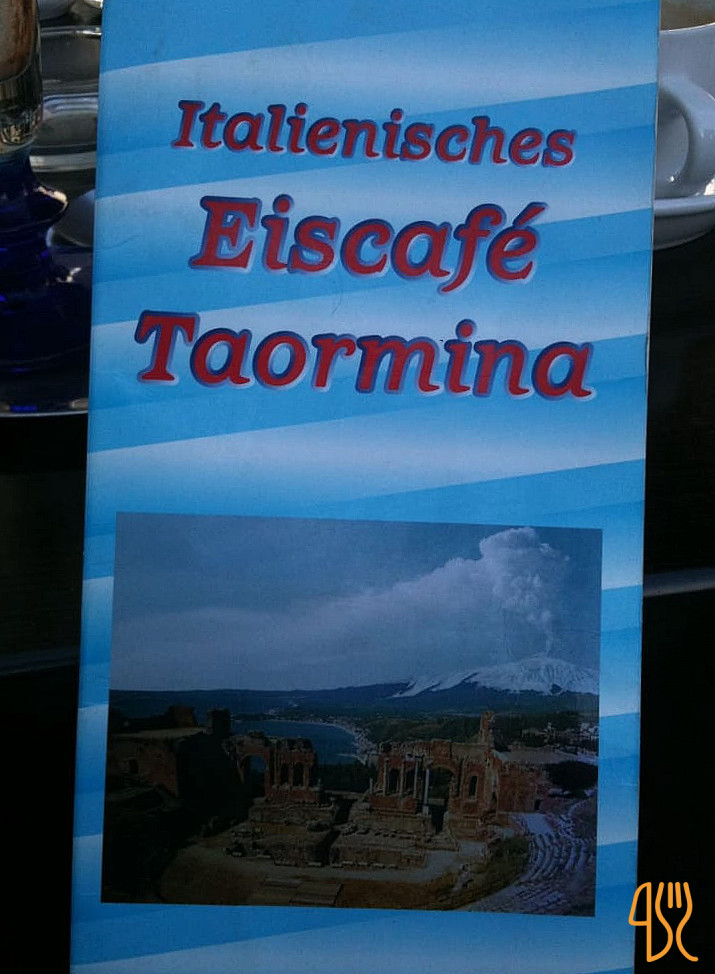 Italienisches
Eiscafé
Taormina